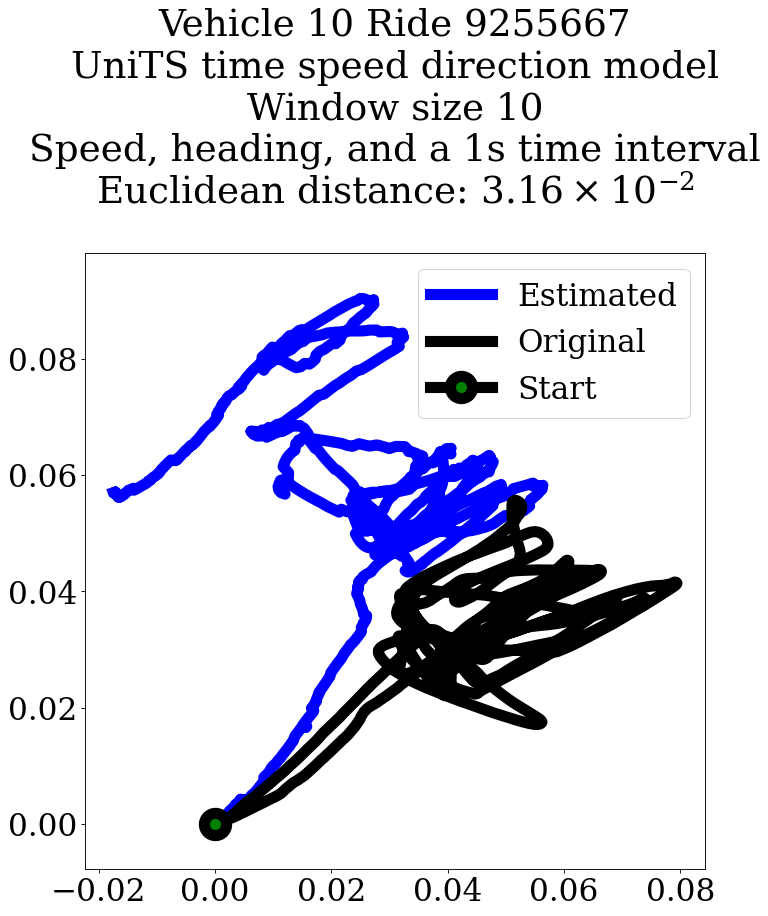 Vehicle 10 Ride 9255667
UniTS time speed direction model
Window size 10
Speed, heading, and a 1s time interval
Euclidean distance: 3.16 × 10⁻²
Estimated
Original
Start
0.08
0.06
0.04
0.02
0.00
−0.02 0.00 0.02 0.04 0.06 0.08